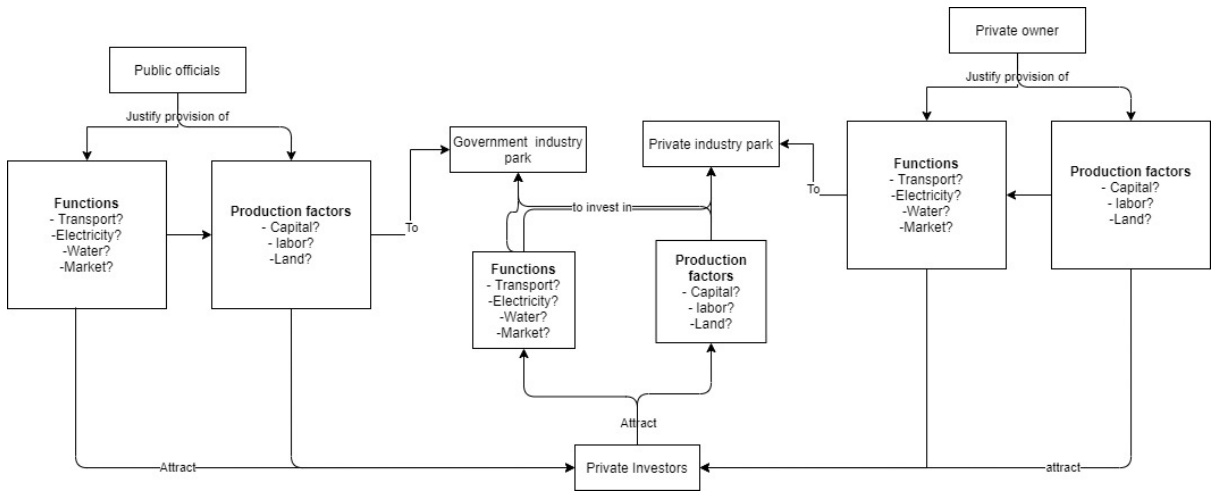 Private owner
Public officials
Justify provision of
Justify provision of
Government industry
park
Private industry park
Functions
- Transport?
-Electricity?
-Water?
-Market?
Production factors
- Capital?
- labor?
-Land?
To
to invest in
To
Functions
- Transport?
-Electricity?
-Water?
-Market?
Production factors
- Capital?
- labor?
-Land?
Functions
- Transport?
-Electricity?
-Water?
-Market?
Production
factors
- Capital?
- labor?
-Land?
Attract
Attract
Private Investors
attract